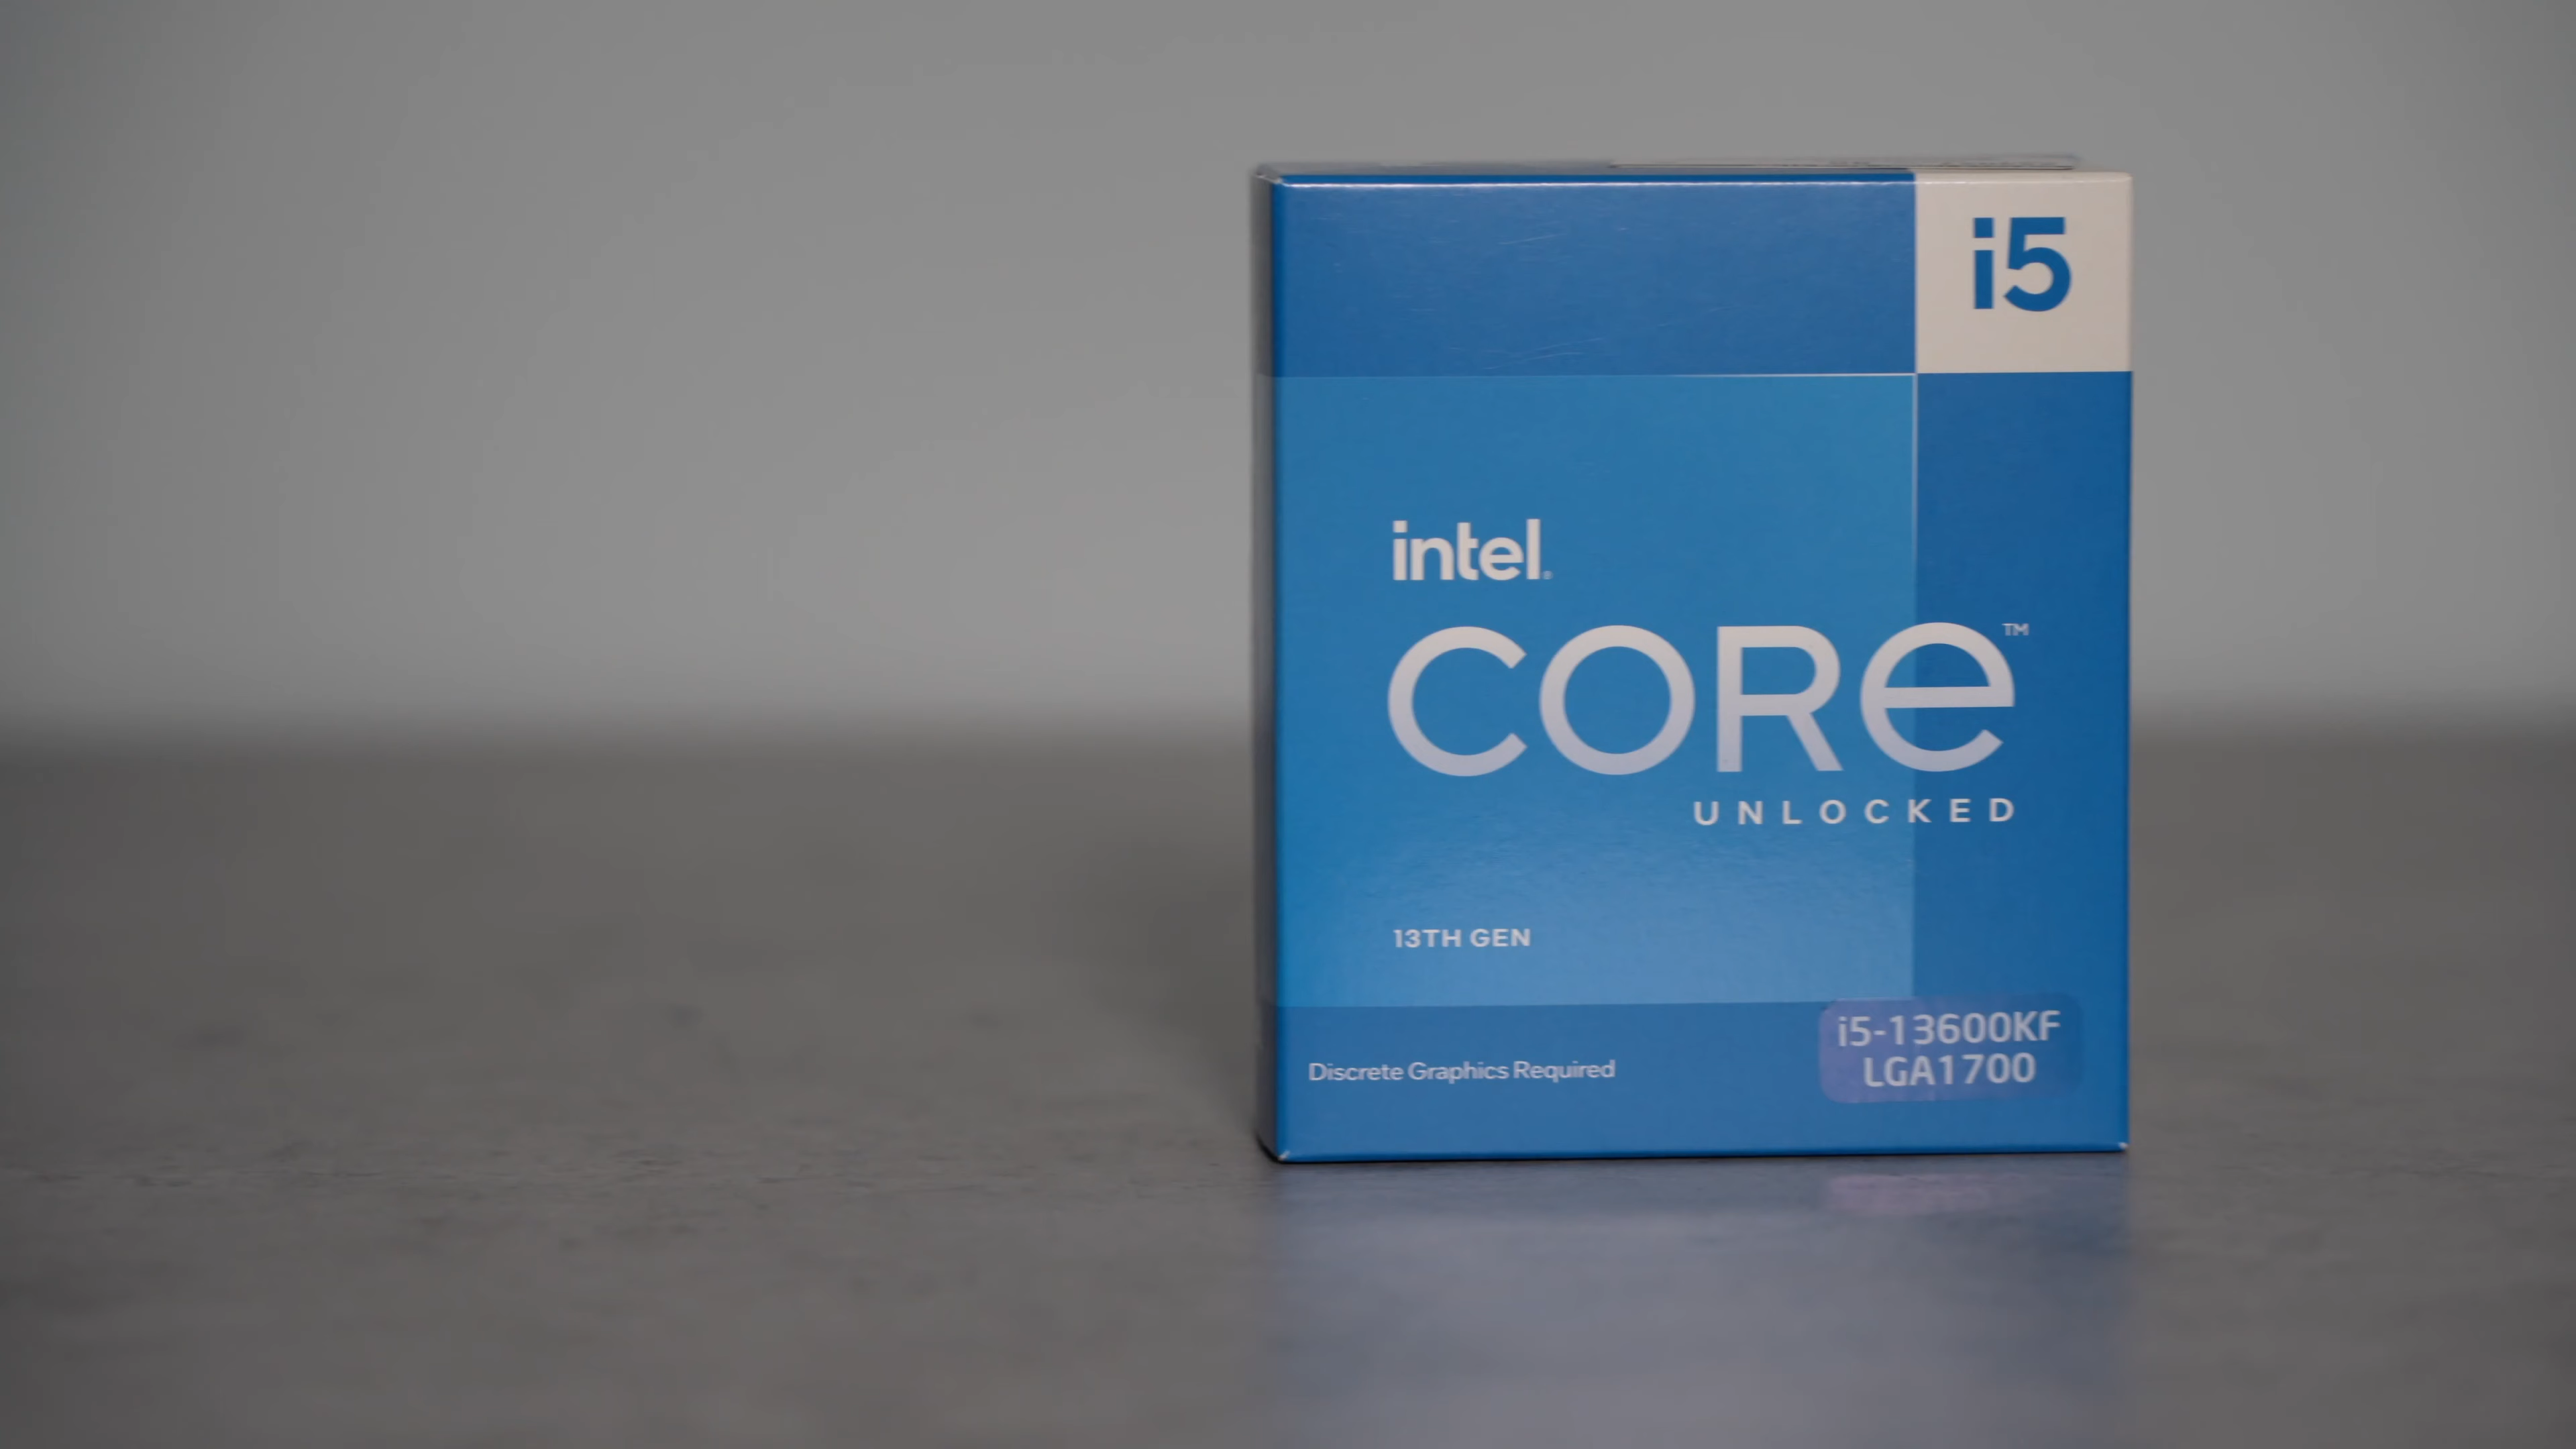 i5
intel.
CORe™
UNLOCKED
13TH GEN
Discrete Graphics Required
i5-13600KF
LGA1700